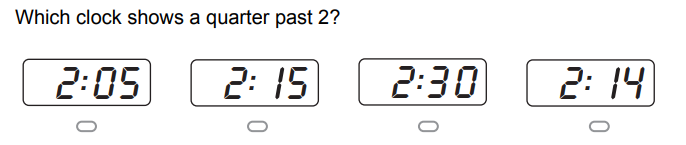 Which clock shows a quarter past 2?
2:05 2:15 2:30 2:14